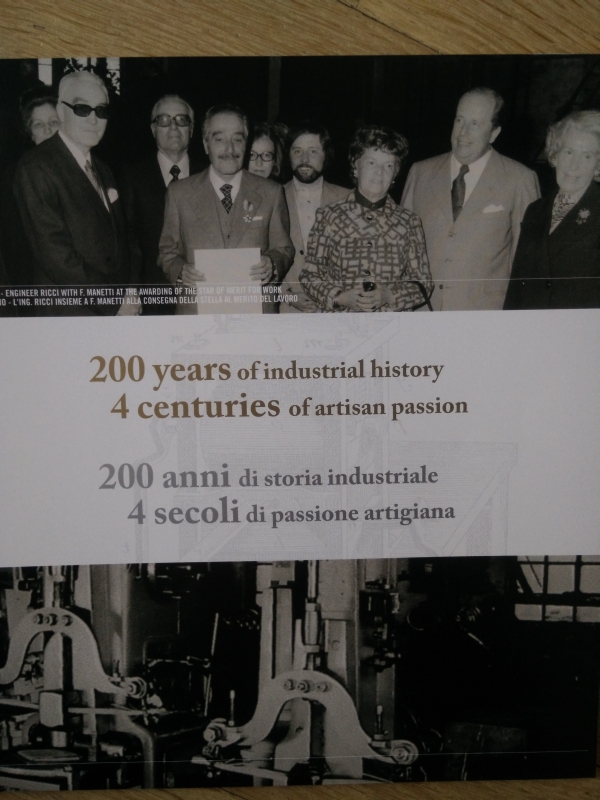 - ENGINEER RICCI WITH F. MANETTI AT THE AWARDING OF THE STAR OF MERIT FOR WORK
- L'ING. RICCI INSIEME A F. MANETTI ALLA CONSEGNA DELLA STELLA AL MERITO DEL LAVORO
200 years of industrial history
4 centuries of artisan passion
200 anni di storia industriale
4 secoli di passione artigiana